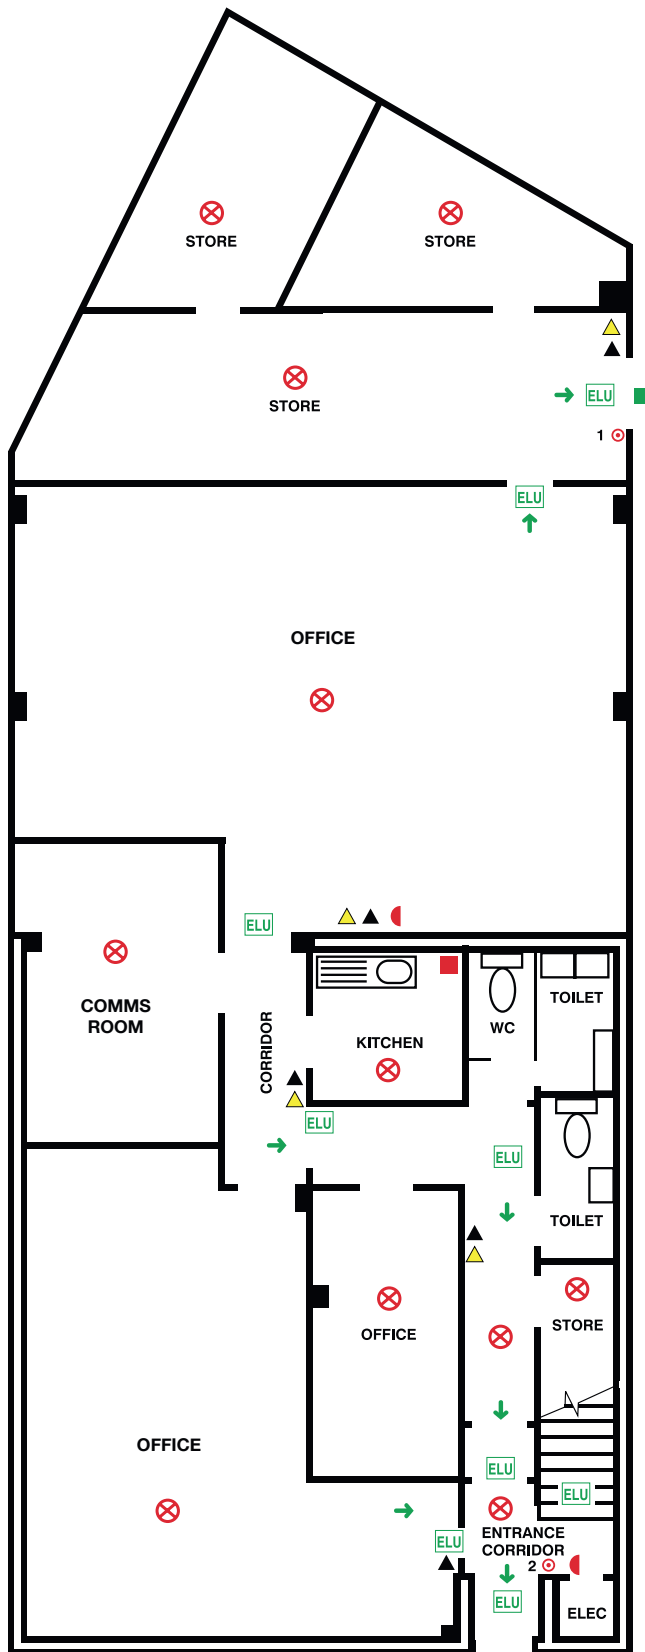 STORE
STORE
STORE
ELU
1
ELU
OFFICE
ELU
COMMS
ROOM
CORRIDOR
KITCHEN
WC
TOILET
ELU
ELU
TOILET
STORE
OFFICE
OFFICE
ELU
ELU
ENTRANCE
CORRIDOR
ELU
2
ELU
ELEC